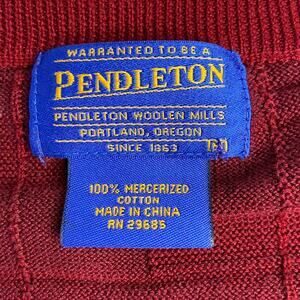 WARRANTED TO BE A
PENDLETON
PENDLETON WOOLEN MILLS
PORTLAND, OREGON
SINCE 1863
100% MERCERIZED
COTTON
MADE IN CHINA
RN 29685